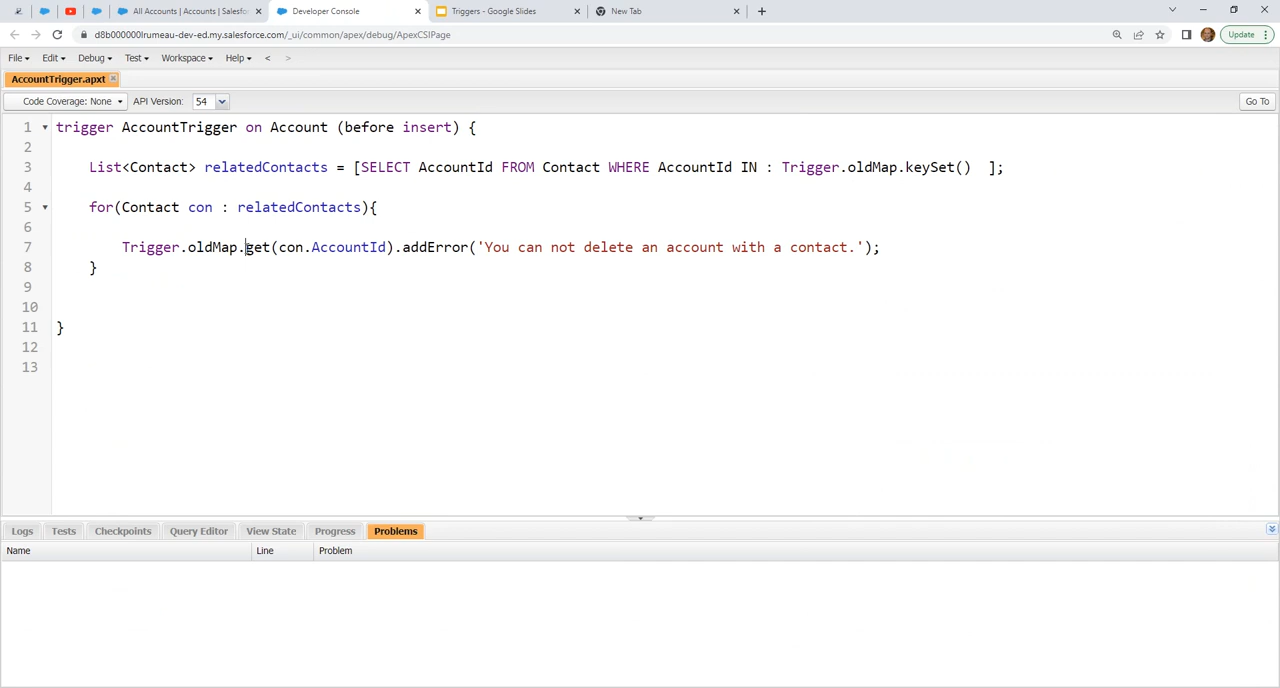 All Accounts | Accounts | Salesfo
Developer Console
Triggers - Google Slides
New Tab
d8b000000lrumeau-dev-ed.my.salesforce.com/_ui/common/apex/debug/ApexCSIPage
Update
File Edit Debug Test Workspace Help < >
AccountTrigger.apxt
Code Coverage: None API Version: 54 Go To
1 trigger AccountTrigger on Account (before insert) {
2
3 List<Contact> relatedContacts = [SELECT AccountId FROM Contact WHERE AccountId IN : Trigger.oldMap.keySet() ];
4
5 for(Contact con : relatedContacts){
6
7 Trigger.oldMap.get(con.AccountId).addError('You can not delete an account with a contact.');
8 }
9
10
11 }
12
13
Logs Tests Checkpoints Query Editor View State Progress Problems
Name Line Problem